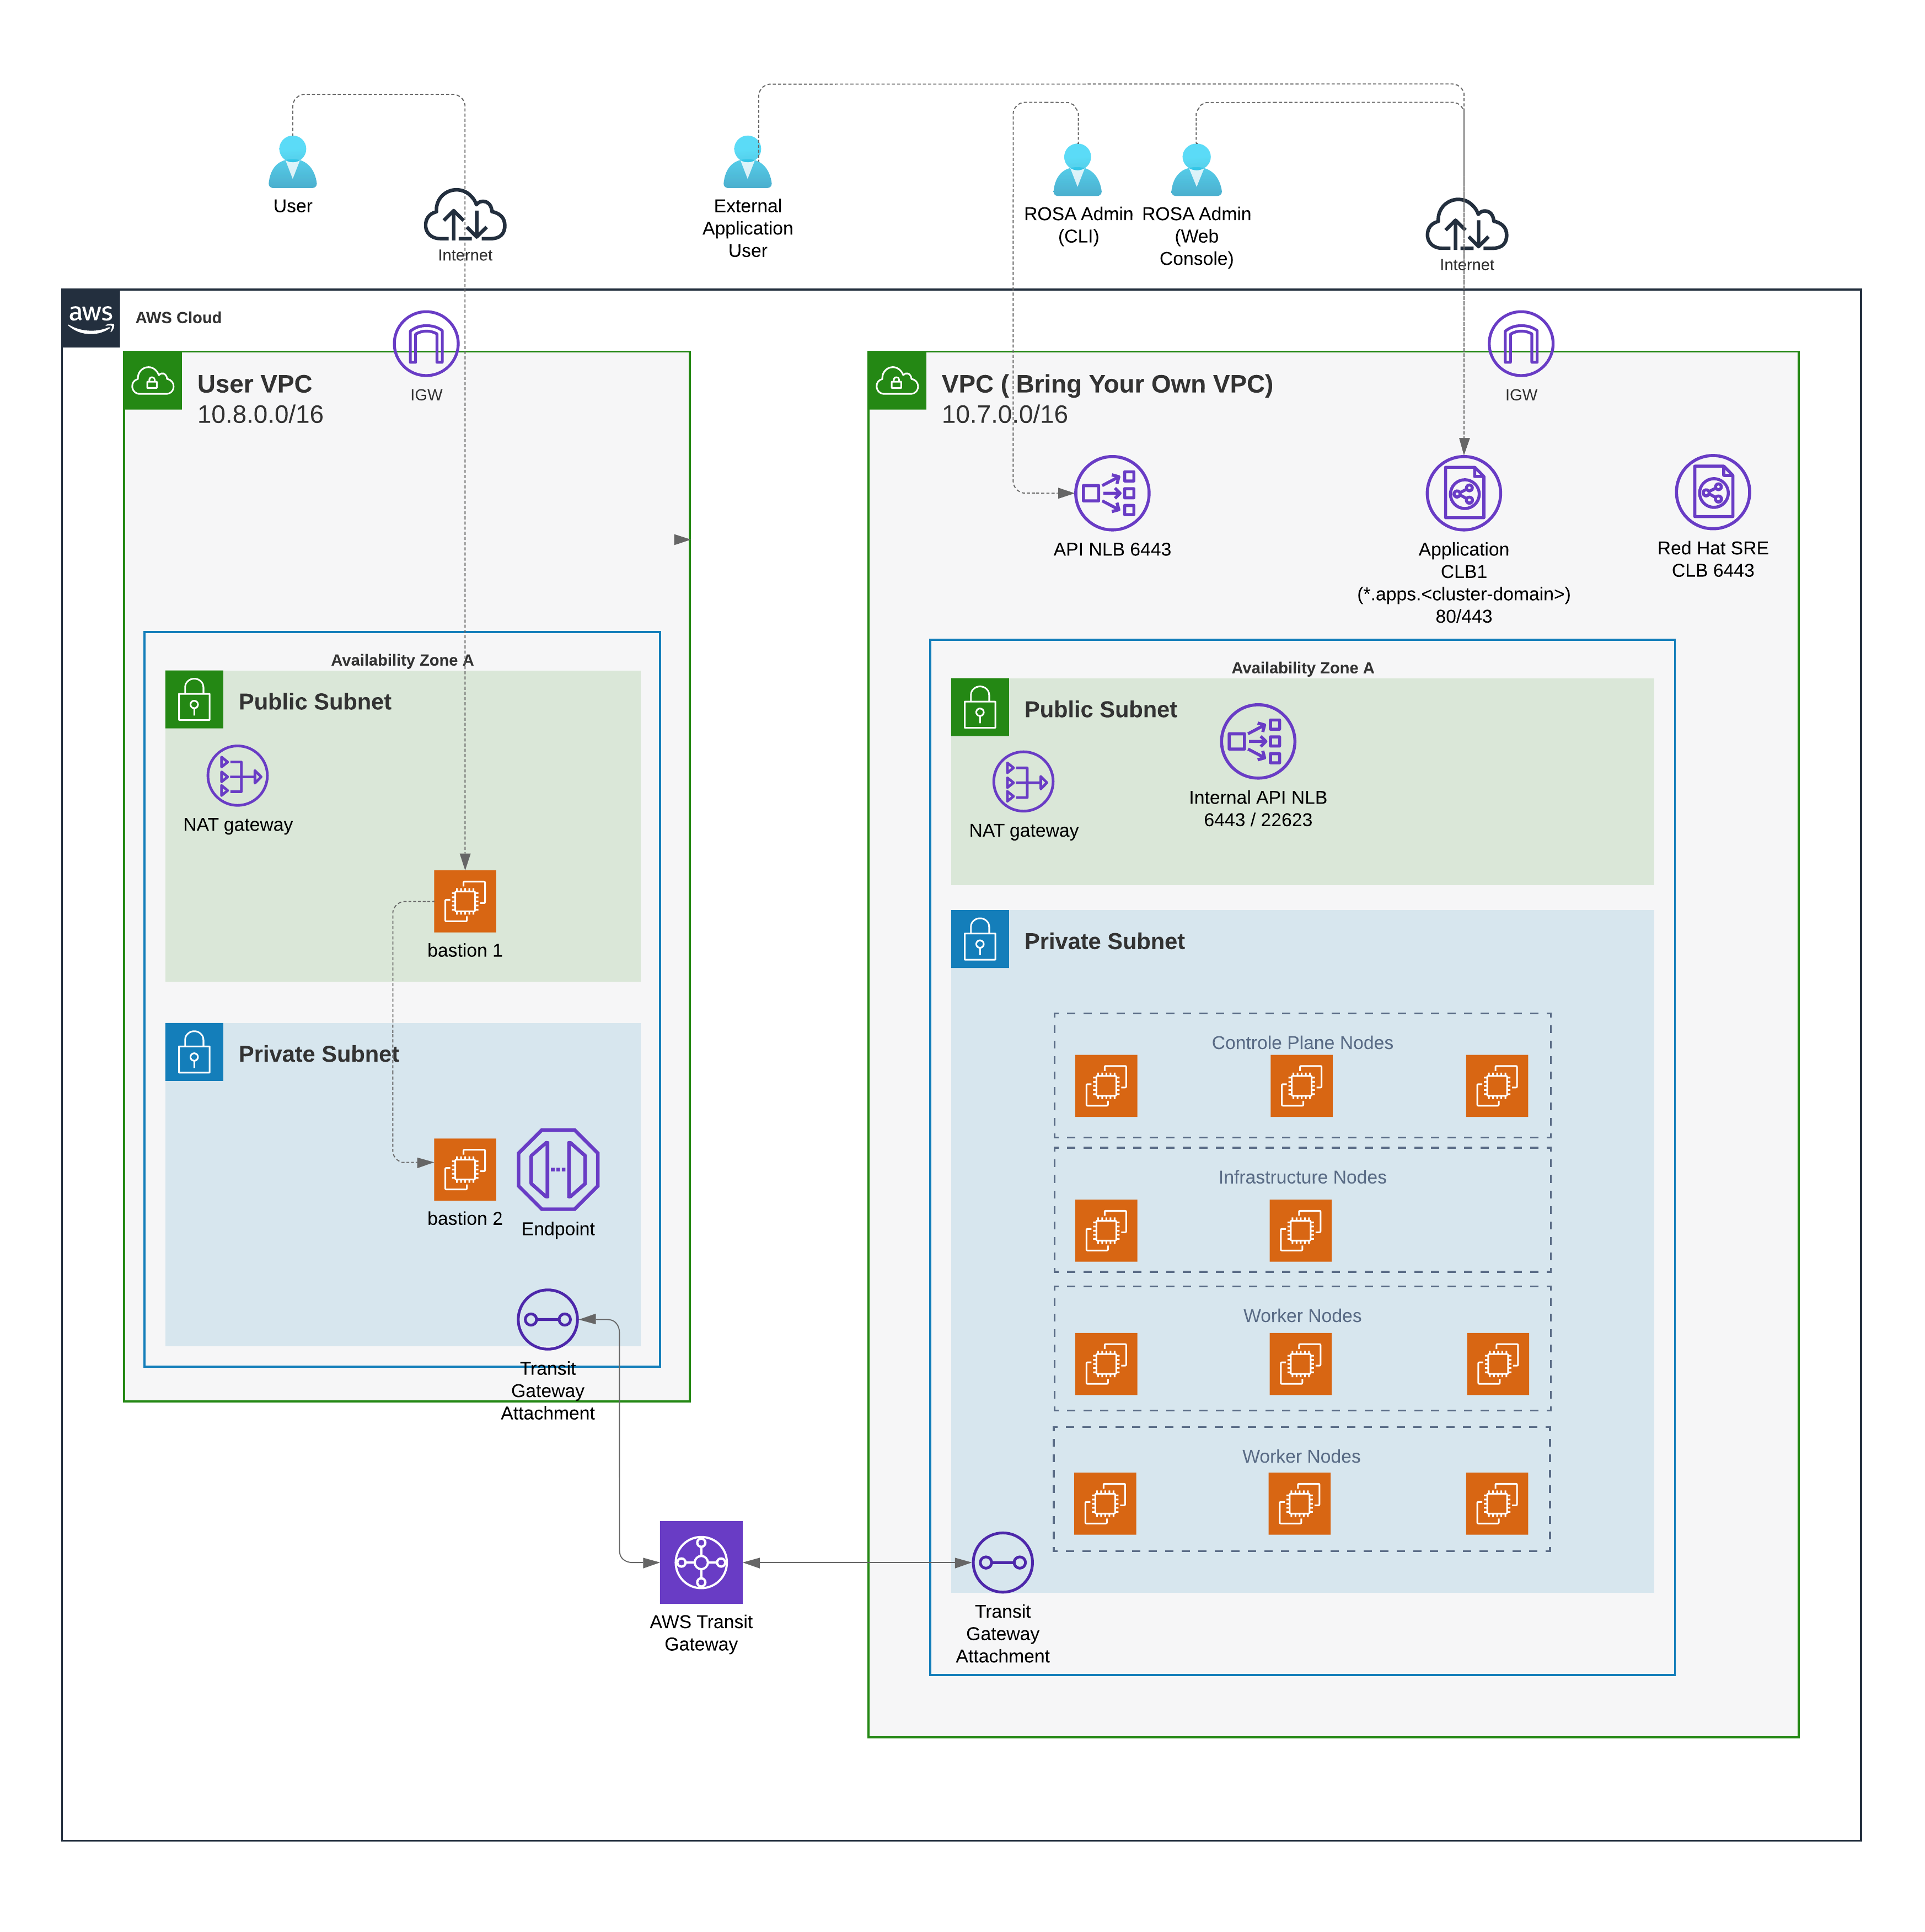 User
Internet
External
Application
User
ROSA Admin
(CLI)
ROSA Admin
(Web
Console)
Internet
aws
AWS Cloud
IGW
User VPC
10.8.0.0/16
Availability Zone A
Public Subnet
NAT gateway
bastion 1
Private Subnet
bastion 2
Endpoint
Transit
Gateway
Attachment
AWS Transit
Gateway
VPC ( Bring Your Own VPC)
10.7.0.0/16
IGW
API NLB 6443
Application
CLB1
(*.apps.<cluster-domain>)
80/443
Red Hat SRE
CLB 6443
Availability Zone A
Public Subnet
NAT gateway
Internal API NLB
6443 / 22623
Private Subnet
Controle Plane Nodes
Infrastructure Nodes
Worker Nodes
Worker Nodes
Transit
Gateway
Attachment